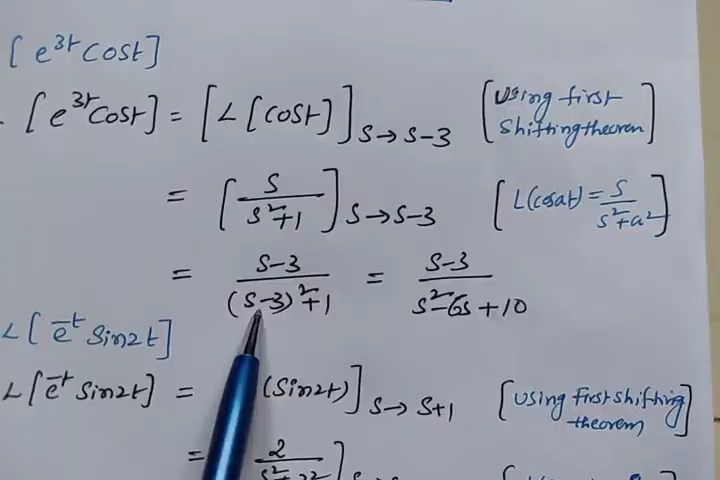 [e^3t cost]
[e^3t cost] = [L[cost]] s→s-3 [Using first shifting theorem]
= [s/(s²+1)] s→s-3 [L(cosat) = s/(s²+a²)]
= (s-3)/((s-3)²+1) = (s-3)/(s²-6s+10)
L[e^-t sin2t]
L[e^-t sin2t] = (sin2t)] s→s+1 [Using First shifting theorem]
= 2